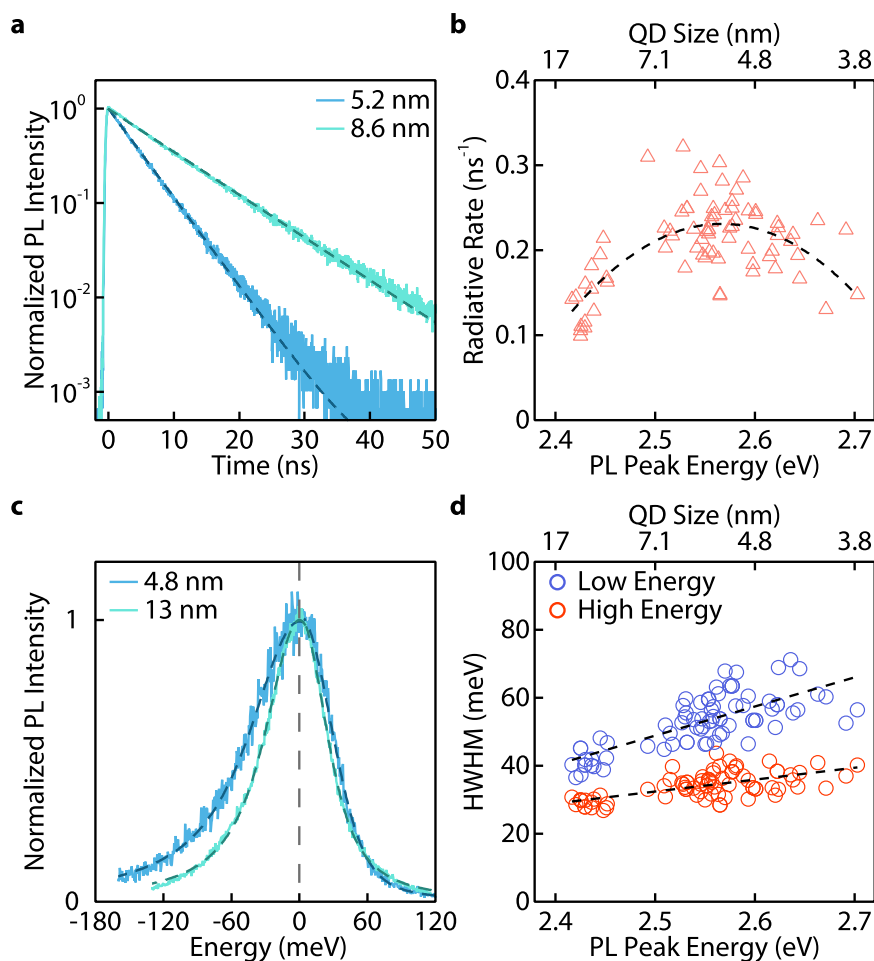 a
Normalized PL Intensity
10⁰
10⁻¹
10⁻²
10⁻³
5.2 nm
8.6 nm
0 10 20 30 40 50
Time (ns)
b
QD Size (nm)
17 7.1 4.8 3.8
Radiative Rate (ns⁻¹)
0.4
0.3
0.2
0.1
0
2.4 2.5 2.6 2.7
PL Peak Energy (eV)
c
Normalized PL Intensity
1
0
4.8 nm
13 nm
-180 -120 -60 0 60 120
Energy (meV)
d
QD Size (nm)
17 7.1 4.8 3.8
HWHM (meV)
100
80
60
40
20
0
Low Energy
High Energy
2.4 2.5 2.6 2.7
PL Peak Energy (eV)